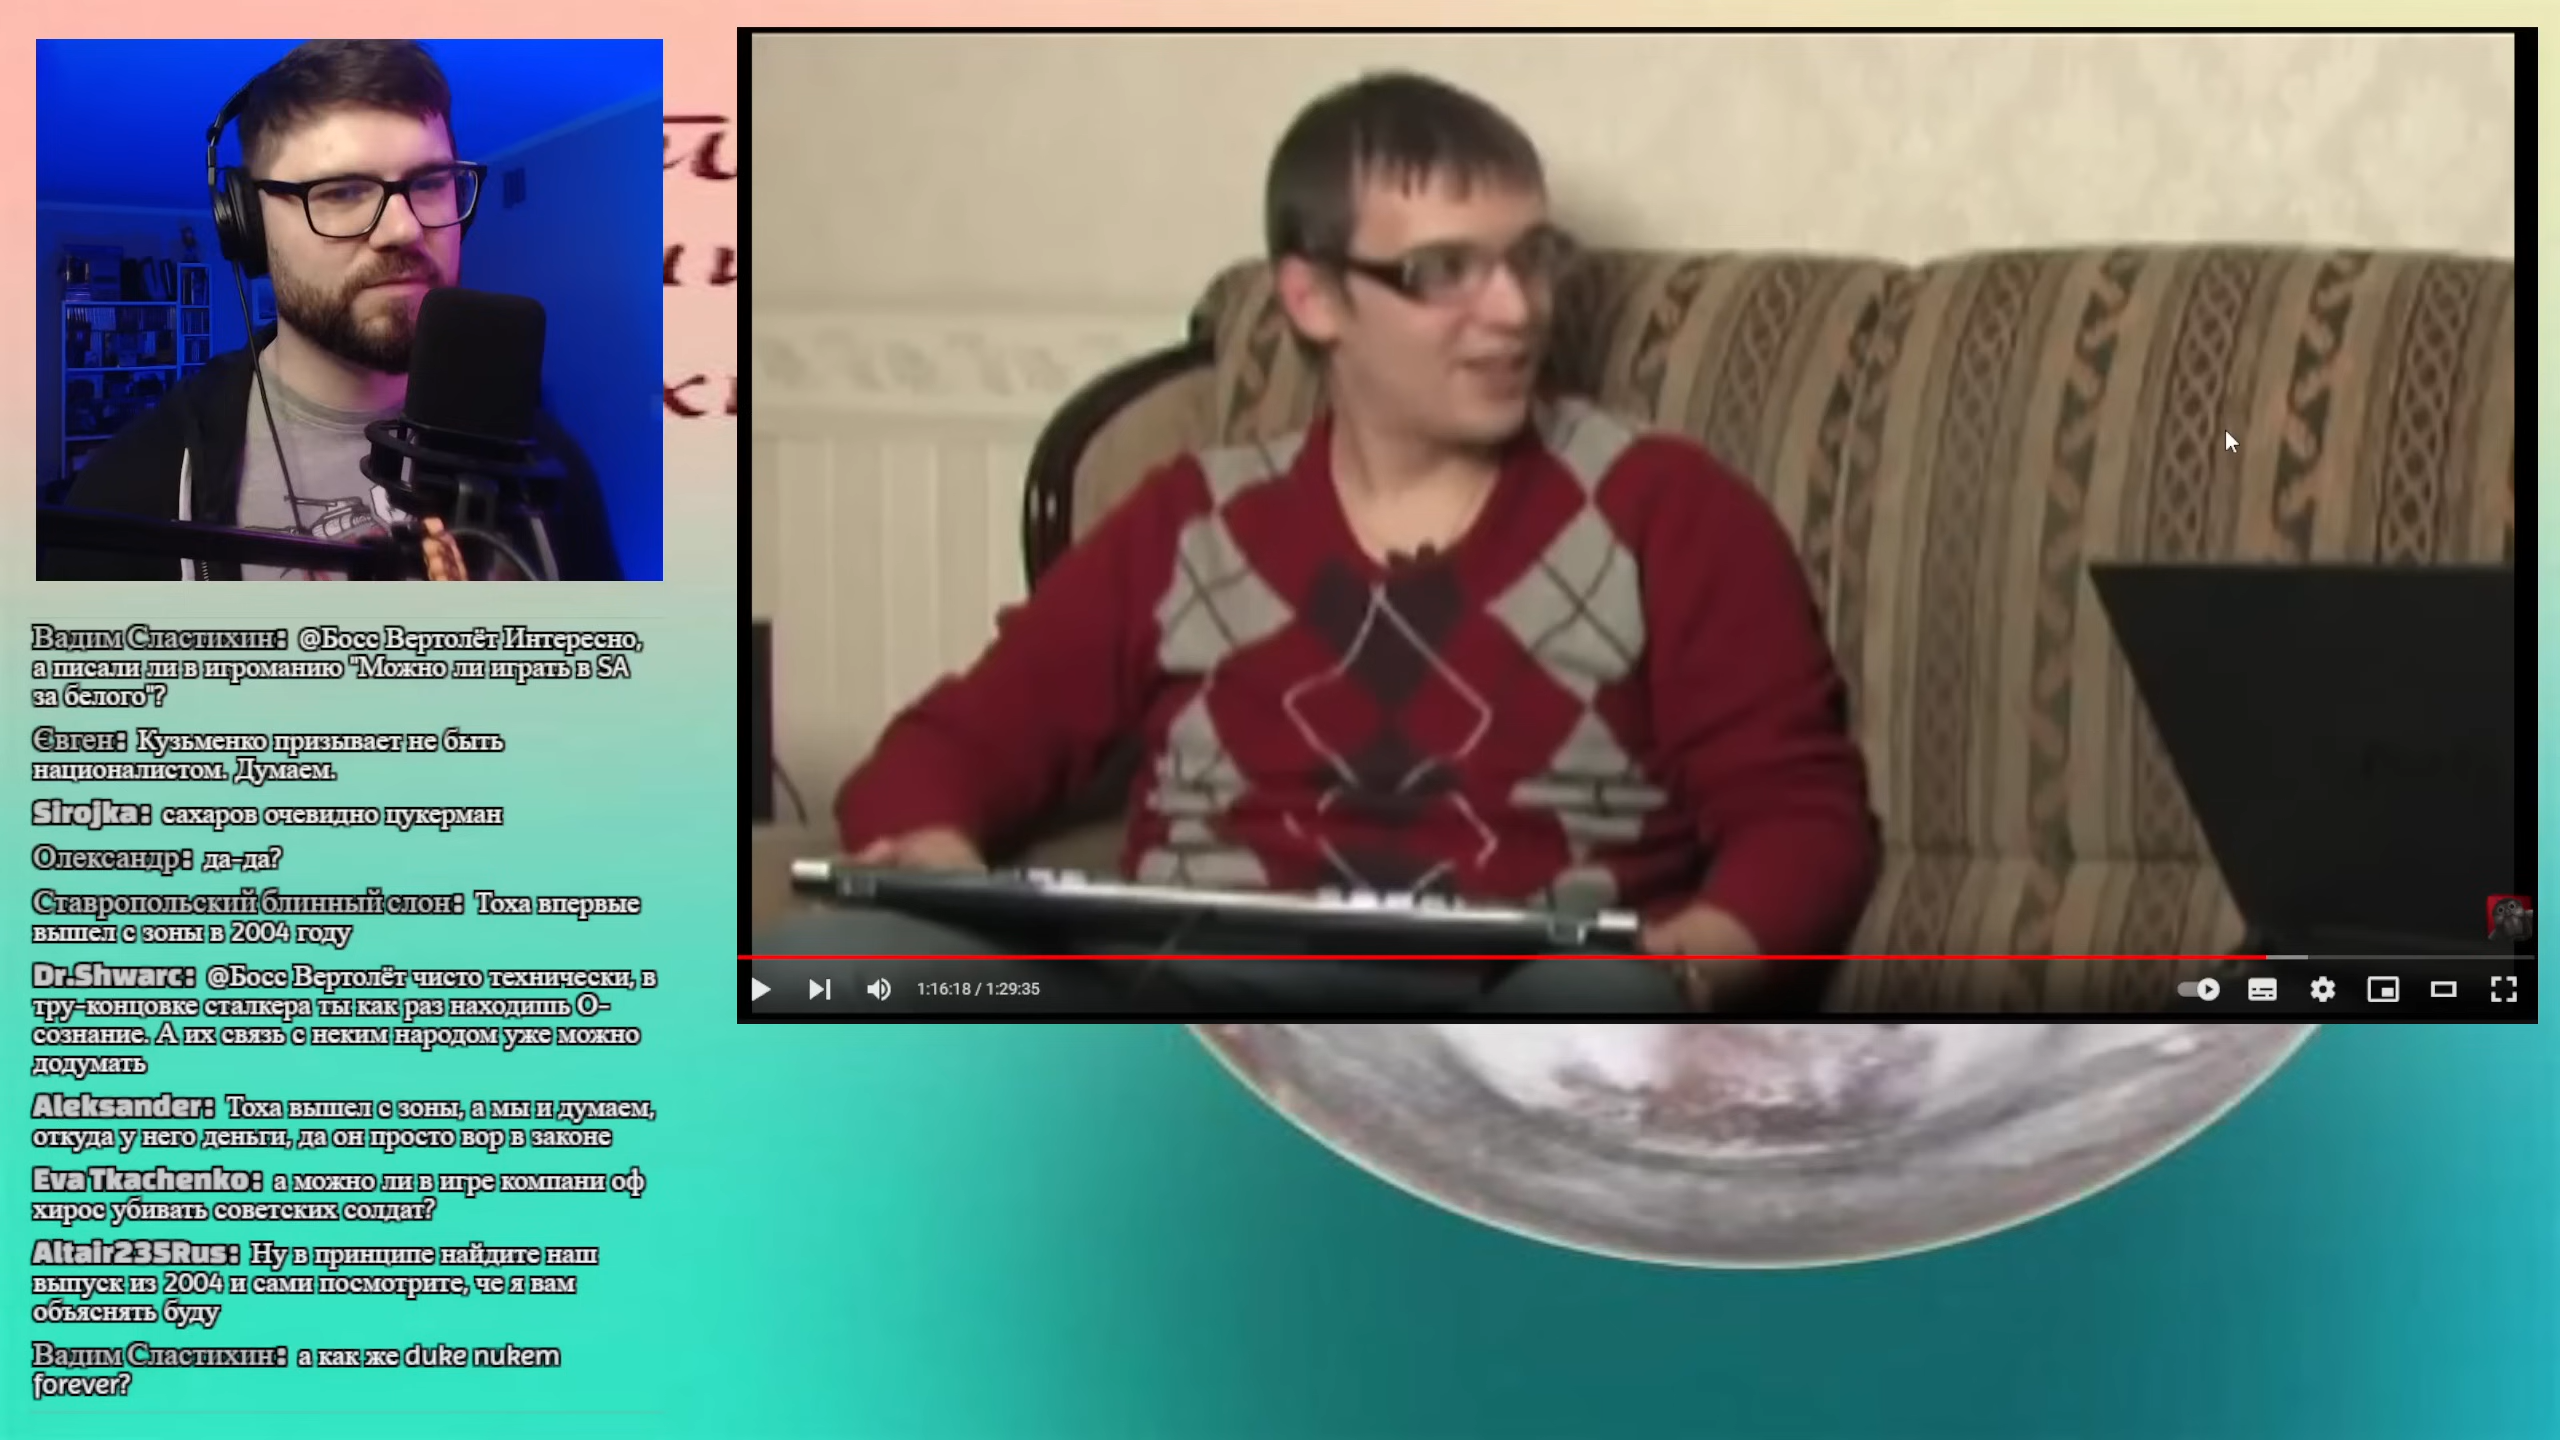 Вадим Сластихин: @Босс Вертолёт Интересно,
а писали ли в игроманию "Можно ли играть в SA
за белого"?
Євген: Кузьменко призывает не быть
националистом. Думаем.
Sirojka: сахаров очевидно цукерман
Олександр: да-да?
Ставропольский блинный слон: Тоха впервые
вышел с зоны в 2004 году
Dr.Shwarc: @Босс Вертолёт чисто технически, в
тру-концовке сталкера ты как раз находишь О-
сознание. А их связь с неким народом уже можно
додумать
Aleksander: Тоха вышел с зоны, а мы и думаем,
откуда у него деньги, да он просто вор в законе
Eva Tkachenko: а можно ли в игре компани оф
хирос убивать советских солдат?
Altair23SRus: Ну в принципе найдите наш
выпуск из 2004 и сами посмотрите, че я вам
объяснять буду
Вадим Сластихин: а как же duke nukem
forever?
1:16:18 / 1:29:35